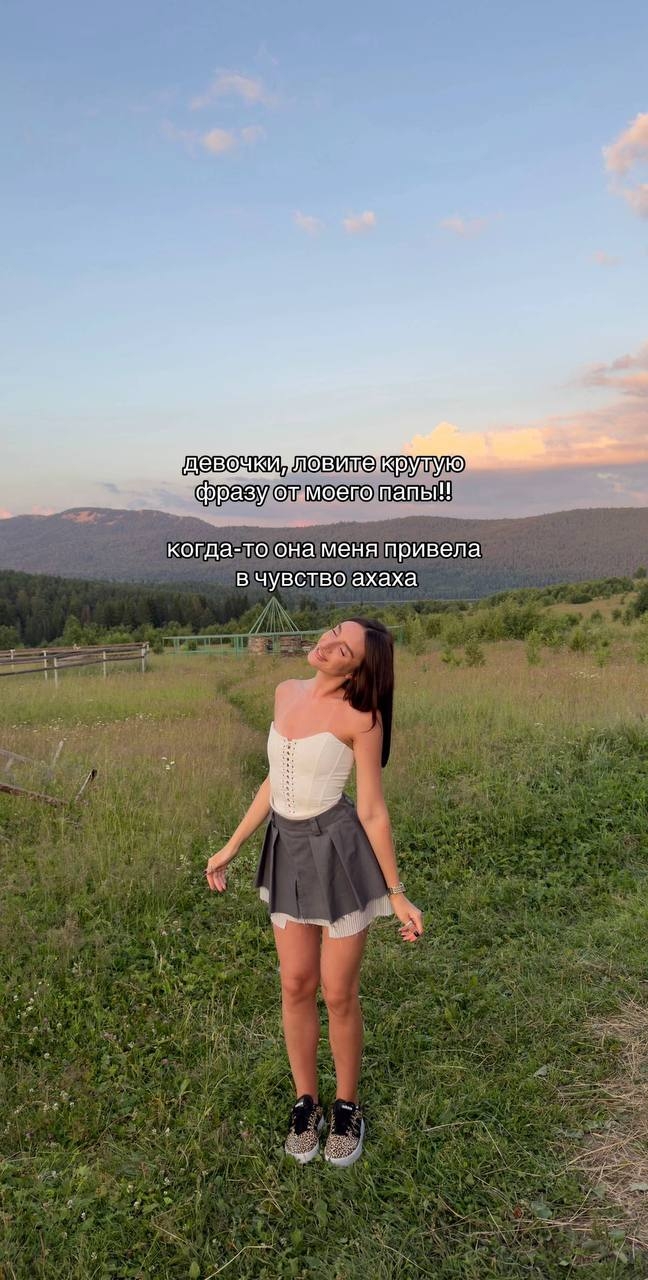 девочки, ловите крутую
фразу от моего папы!!
когда-то она меня привела
в чувство ахаха